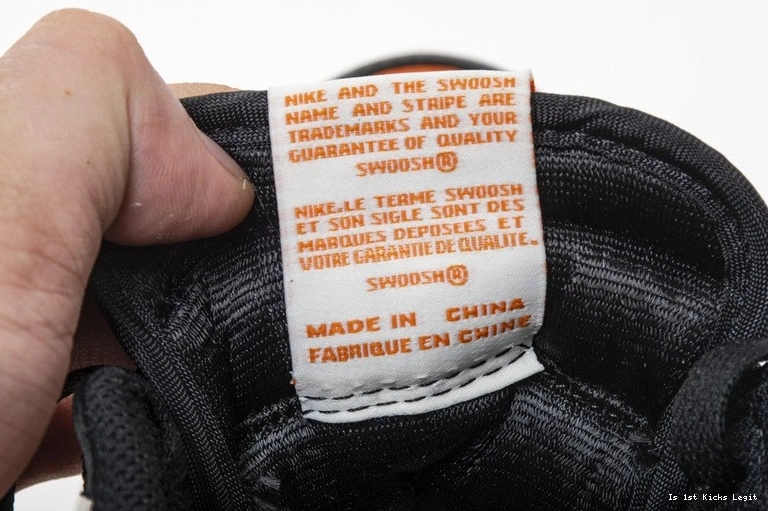 NIKE AND THE SWOOSH
NAME AND STRIPE ARE
TRADEMARKS AND YOUR
GUARANTEE OF QUALITY
SWOOSH®
NIKE.LE TERME SWOOSH
ET SON SIGLE SONT DES
MARQUES DEPOSEES ET
VOTRE GARANTIE DE QUALITE.
SWOOSH®
MADE IN CHINA
FABRIQUE EN CHINE
Is 1st Kicks Legit